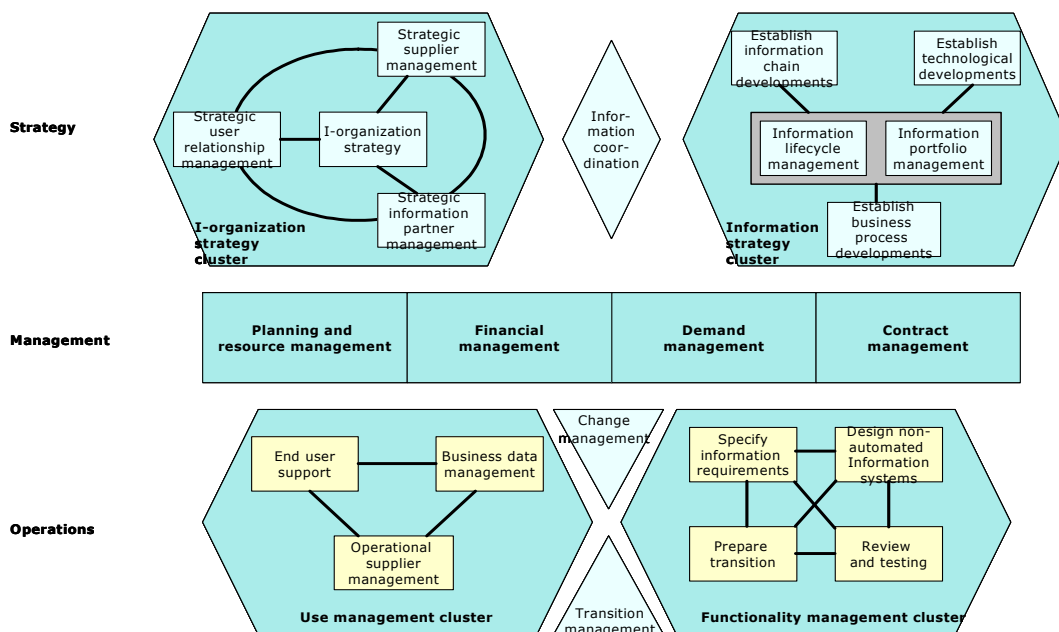 Strategy
Strategic
supplier
management
Strategic
user
relationship
management
I-organization
strategy
Strategic
information
partner
management
I-organization
strategy
cluster
Infor-
mation
coor-
dination
Establish
information
chain
developments
Establish
technological
developments
Information
lifecycle
management
Information
portfolio
management
Establish
business
process
developments
Information
strategy
cluster
Management
Planning and
resource management
Financial
management
Demand
management
Contract
management
Operations
End user
support
Business data
management
Operational
supplier
management
Use management cluster
Change
management
Transition
management
Specify
information
requirements
Design non-
automated
Information
systems
Prepare
transition
Review
and testing
Functionality management cluster